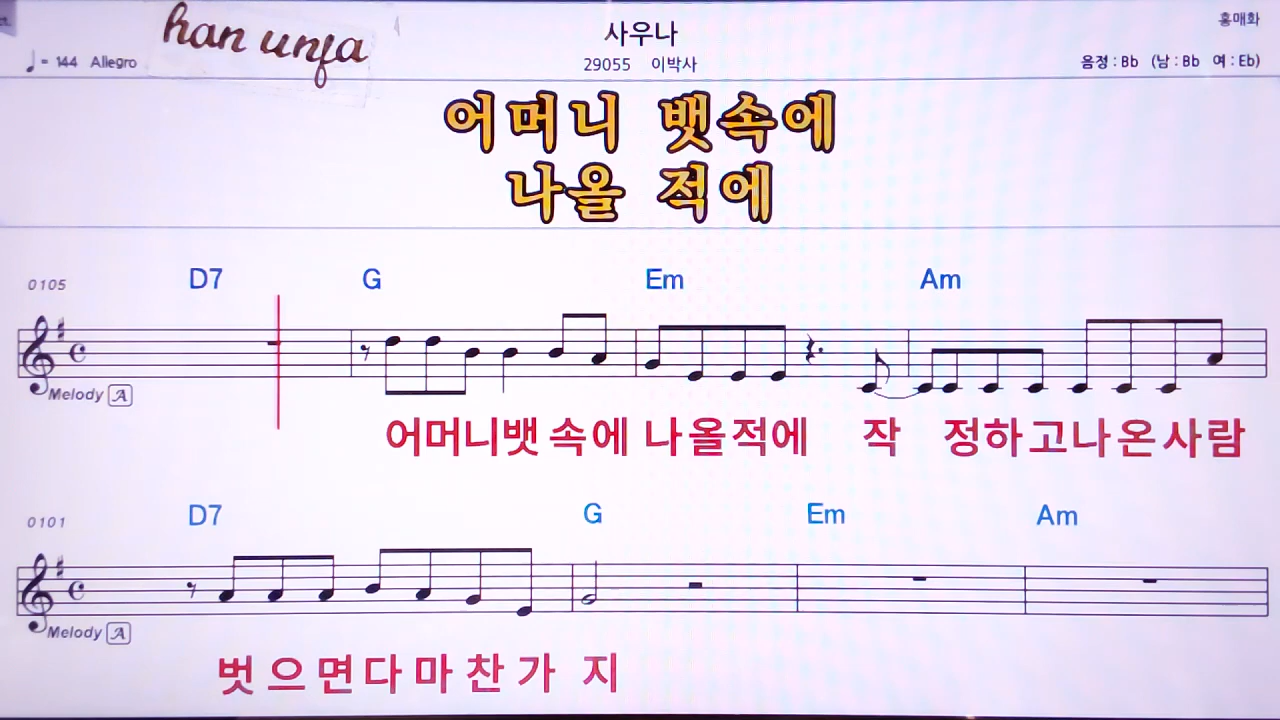 ct.
han unja
사우나
홍매화
♩ = 144 Allegro
29055 이박사
음정 : Bb (남 : Bb 여 : Eb)
어머니 뱃속에
나올 적에
0105 D7 G Em Am
Melody A
어머니뱃 속에 나올적에 작 정하고나온사람
0101 D7 G Em Am
Melody A
벗으면다마찬가 지